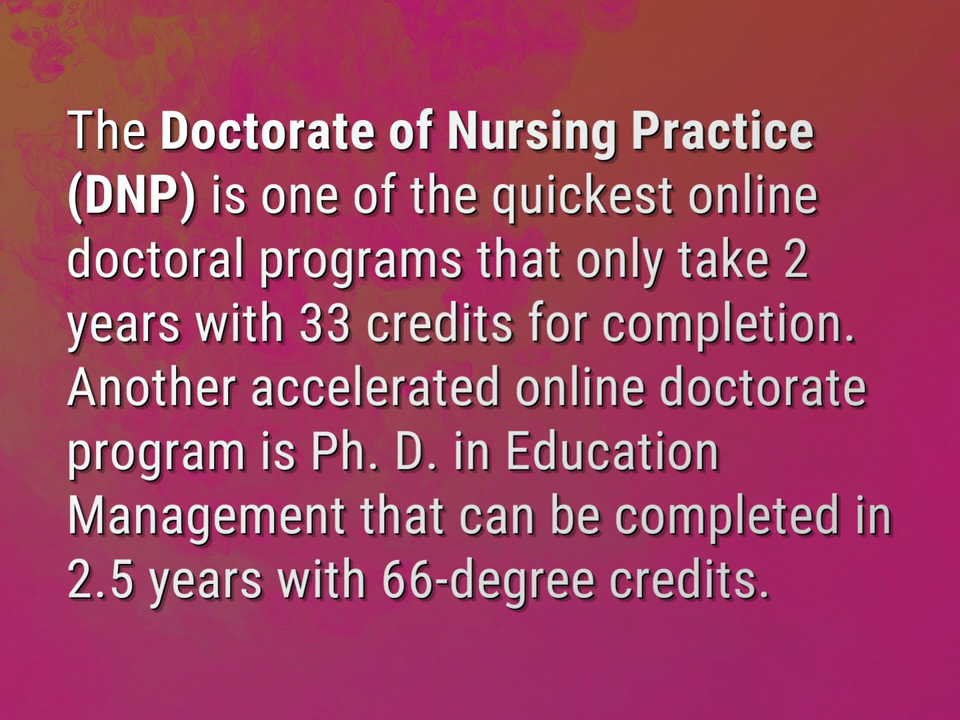 The Doctorate of Nursing Practice
(DNP) is one of the quickest online
doctoral programs that only take 2
years with 33 credits for completion.
Another accelerated online doctorate
program is Ph. D. in Education
Management that can be completed in
2.5 years with 66-degree credits.